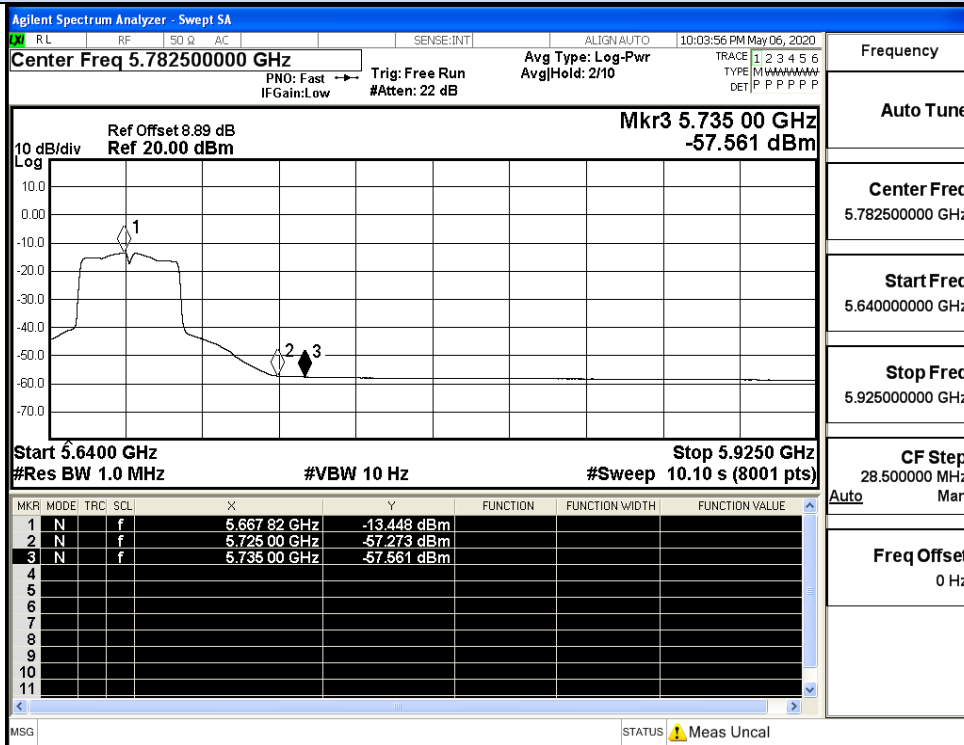 Agilent Spectrum Analyzer - Swept SA
LXI RL RF 50 Ω AC SENSE:INT ALIGN AUTO 10:03:56 PM May 06, 2020
Center Freq 5.782500000 GHz
PNO: Fast
IFGain:Low
Trig: Free Run
#Atten: 22 dB
Avg Type: Log-Pwr
Avg|Hold: 2/10
TRACE 1 2 3 4 5 6
TYPE M WWWWW
DET P P P P P P
Mkr3 5.735 00 GHz
-57.561 dBm
Ref Offset 8.89 dB
10 dB/div Ref 20.00 dBm
Log
10.0
0.00
-10.0
-20.0
-30.0
-40.0
-50.0
-60.0
-70.0
1
2
3
Start 5.6400 GHz Stop 5.9250 GHz
#Res BW 1.0 MHz #VBW 10 Hz #Sweep 10.10 s (8001 pts)
MKR MODE TRC SCL X Y FUNCTION FUNCTION WIDTH FUNCTION VALUE
1 N f 5.667 82 GHz -13.448 dBm
2 N f 5.725 00 GHz -57.273 dBm
3 N f 5.735 00 GHz -57.561 dBm
4
5
6
7
8
9
10
11
MSG STATUS Meas Uncal
Frequency
Auto Tune
Center Freq
5.782500000 GHz
Start Freq
5.640000000 GHz
Stop Freq
5.925000000 GHz
CF Step
28.500000 MHz
Auto Man
Freq Offset
0 Hz